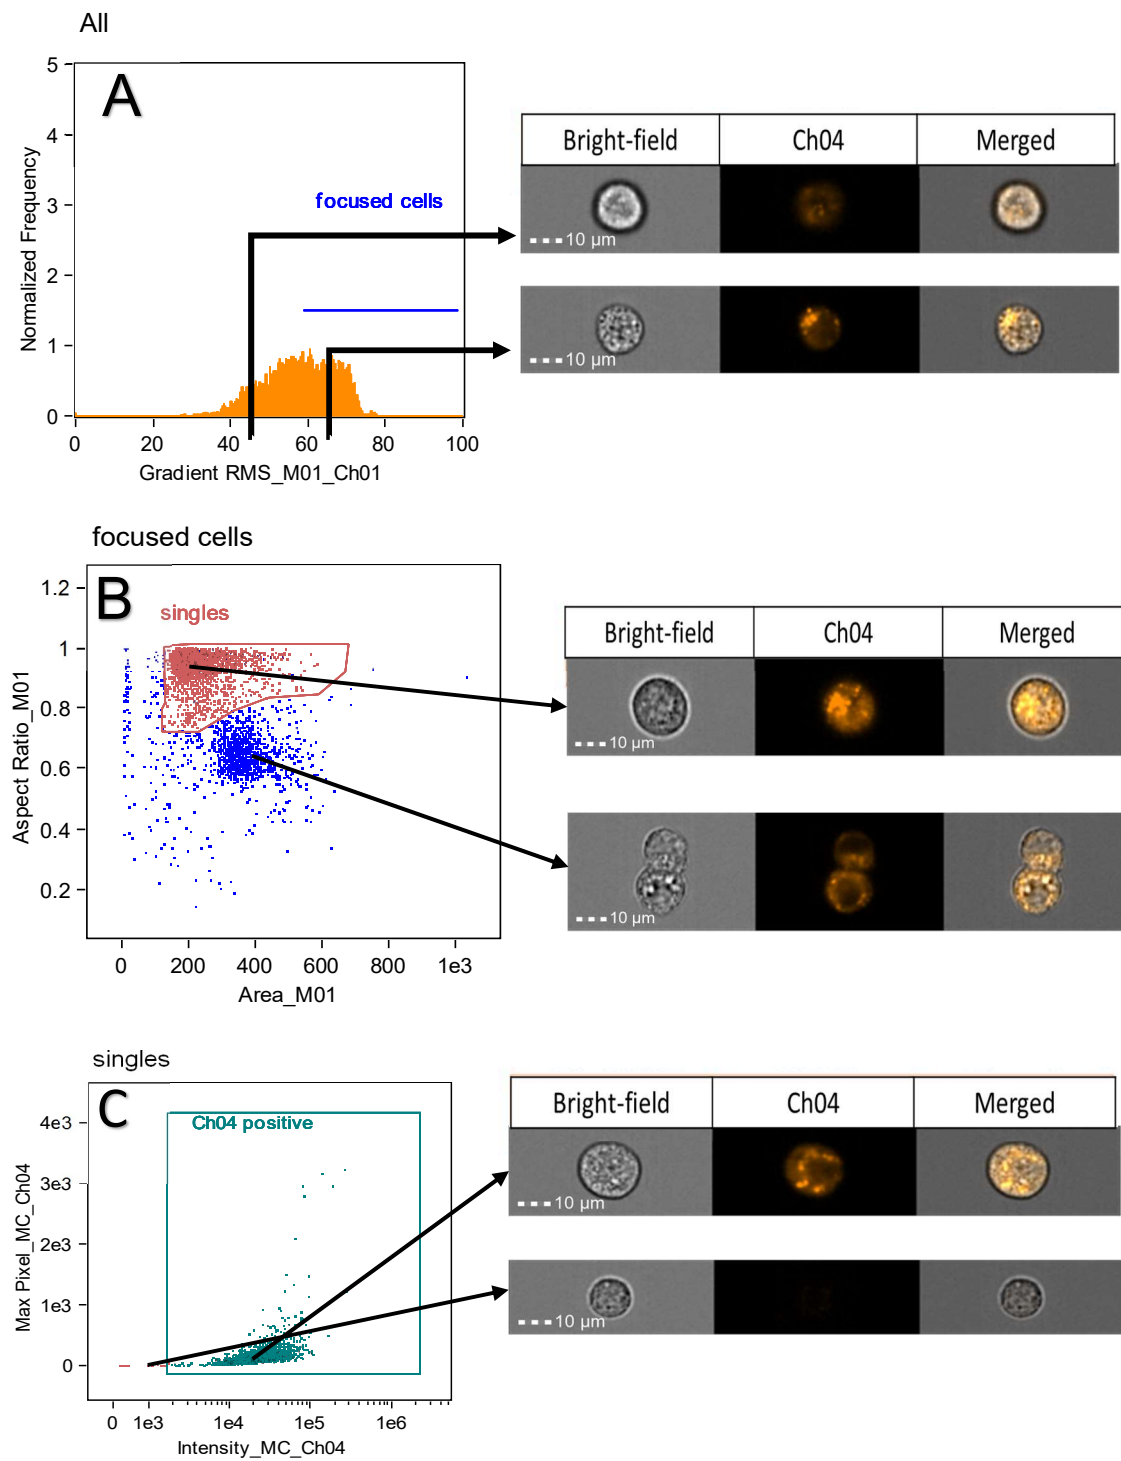 All
A
5
4
3
2
1
0
Normalized Frequency
focused cells
0 20 40 60 80 100
Gradient RMS_M01_Ch01
Bright-field Ch04 Merged
10 µm
10 µm
focused cells
B
singles
1.2
1
0.8
0.6
0.4
0.2
Aspect Ratio_M01
0 200 400 600 800 1e3
Area_M01
Bright-field Ch04 Merged
10 µm
10 µm
singles
C
Ch04 positive
4e3
3e3
2e3
1e3
0
Max Pixel_MC_Ch04
0 1e3 1e4 1e5 1e6
Intensity_MC_Ch04
Bright-field Ch04 Merged
10 µm
10 µm